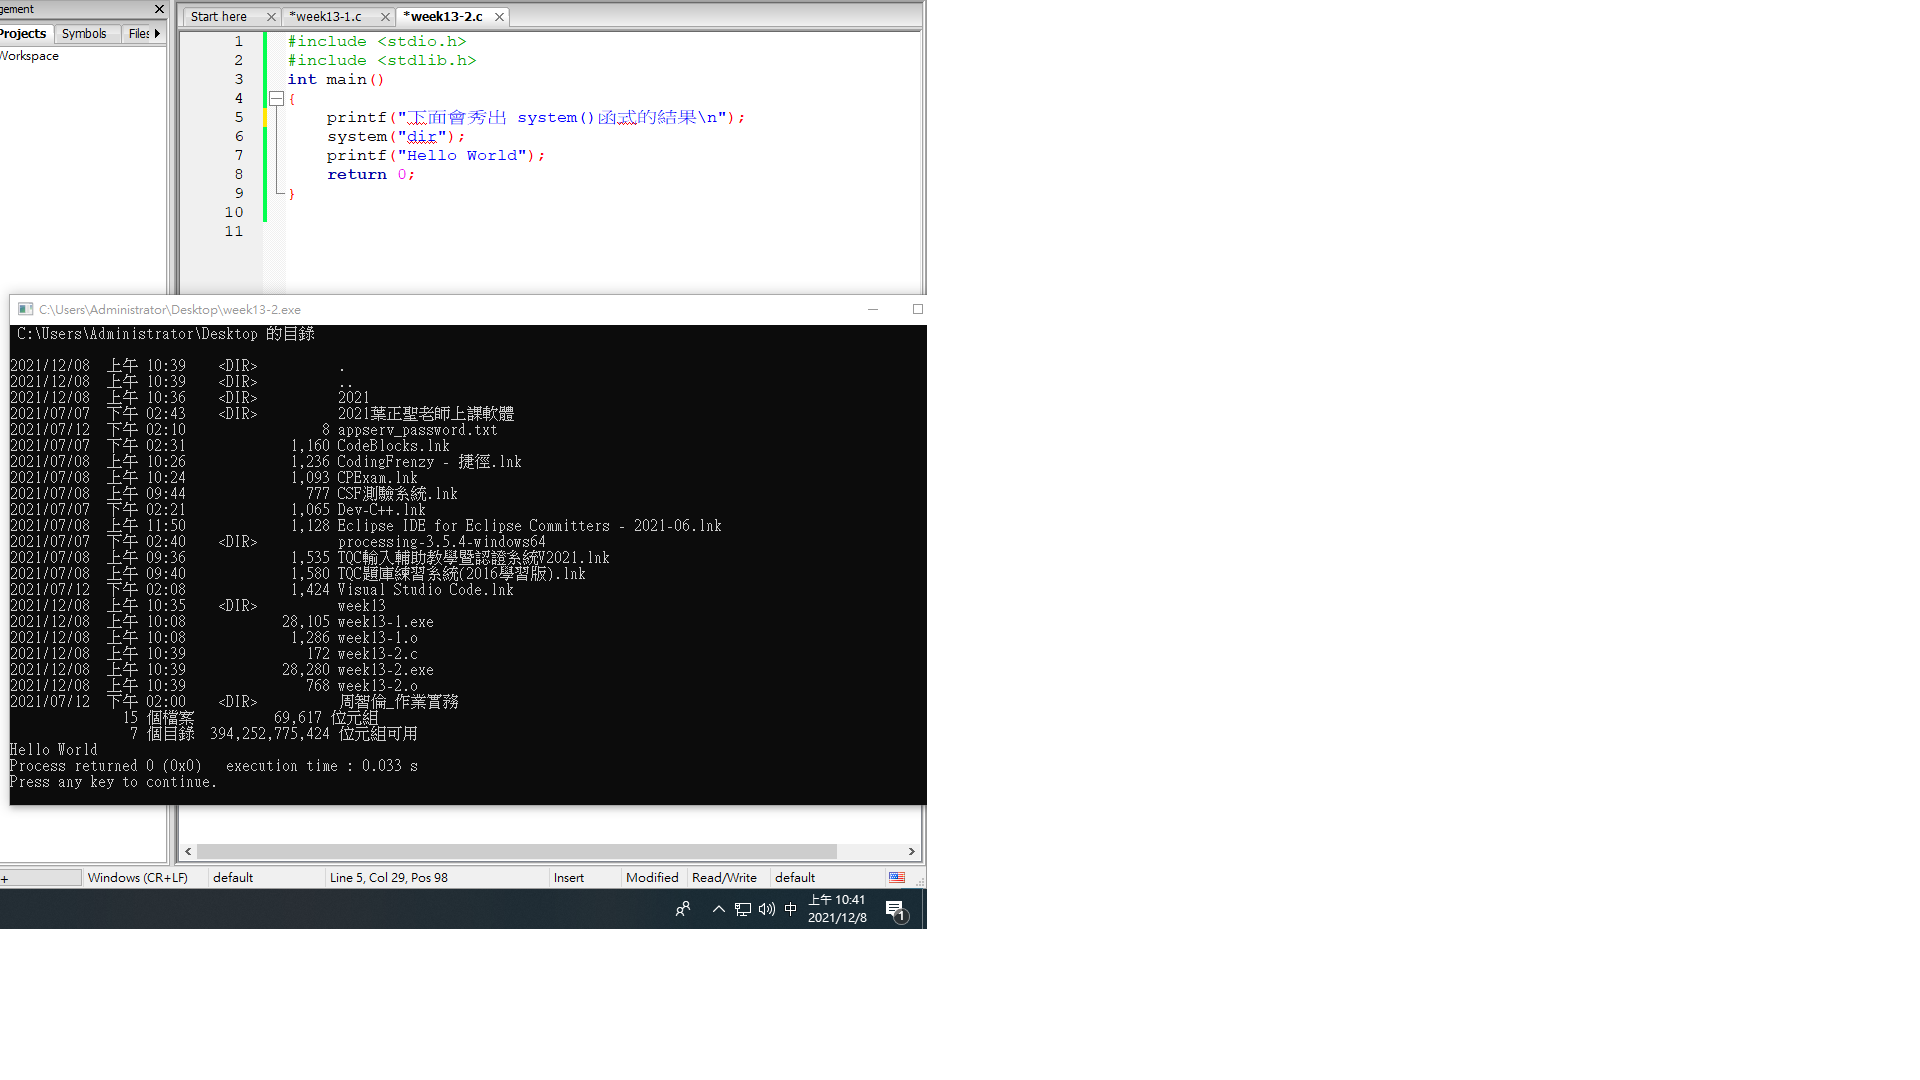 gement
Projects Symbols Files
Workspace
Start here *week13-1.c *week13-2.c
1 #include <stdio.h>
2 #include <stdlib.h>
3 int main()
4 {
5 printf("下面會秀出 system()函式的結果\n");
6 system("dir");
7 printf("Hello World");
8 return 0;
9 }
10
11
C:\Users\Administrator\Desktop\week13-2.exe
C:\Users\Administrator\Desktop 的目錄
2021/12/08 上午 10:39 <DIR> .
2021/12/08 上午 10:39 <DIR> ..
2021/12/08 上午 10:36 <DIR> 2021
2021/07/07 下午 02:43 <DIR> 2021葉正聖老師上課軟體
2021/07/12 下午 02:10 8 appserv_password.txt
2021/07/07 下午 02:31 1,160 CodeBlocks.lnk
2021/07/08 上午 10:26 1,236 CodingFrenzy - 捷徑.lnk
2021/07/08 上午 10:24 1,093 CPExam.lnk
2021/07/08 上午 09:44 777 CSF測驗系統.lnk
2021/07/07 下午 02:21 1,065 Dev-C++.lnk
2021/07/08 上午 11:50 1,128 Eclipse IDE for Eclipse Committers - 2021-06.lnk
2021/07/07 下午 02:40 <DIR> processing-3.5.4-windows64
2021/07/08 上午 09:36 1,535 TQC輸入輔助教學暨認證系統V2021.lnk
2021/07/08 上午 09:40 1,580 TQC題庫練習系統(2016學習版).lnk
2021/07/12 下午 02:08 1,424 Visual Studio Code.lnk
2021/12/08 上午 10:35 <DIR> week13
2021/12/08 上午 10:08 28,105 week13-1.exe
2021/12/08 上午 10:08 1,286 week13-1.o
2021/12/08 上午 10:39 172 week13-2.c
2021/12/08 上午 10:39 28,280 week13-2.exe
2021/12/08 上午 10:39 768 week13-2.o
2021/07/12 下午 02:00 <DIR> 周智倫_作業實務
15 個檔案 69,617 位元組
7 個目錄 394,252,775,424 位元組可用
Hello World
Process returned 0 (0x0) execution time : 0.033 s
Press any key to continue.
+ Windows (CR+LF) default Line 5, Col 29, Pos 98 Insert Modified Read/Write default
中 上午 10:41
2021/12/8
1